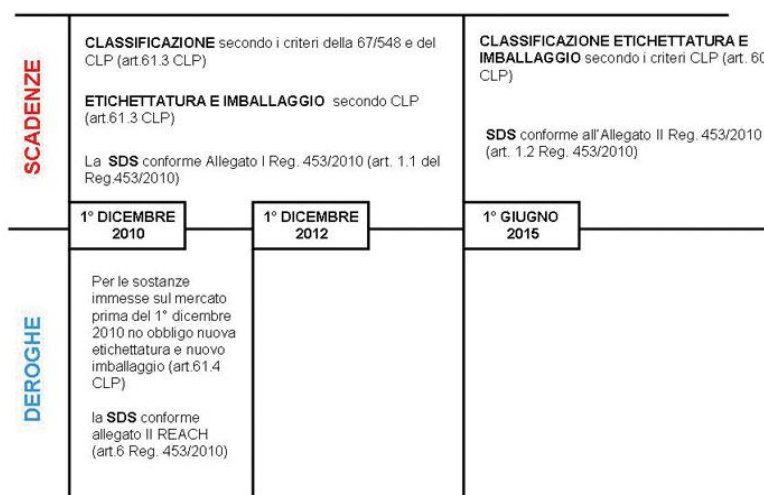 SCADENZE
CLASSIFICAZIONE secondo i criteri della 67/548 e del
CLP (art.61.3 CLP)
ETICHETTATURA E IMBALLAGGIO secondo CLP
(art.61.3 CLP)
La SDS conforme Allegato I Reg. 453/2010 (art. 1.1 del
Reg.453/2010)
CLASSIFICAZIONE ETICHETTATURA E
IMBALLAGGIO secondo i criteri CLP (art. 60
CLP)
SDS conforme all'Allegato II Reg. 453/2010
(art. 1.2 Reg. 453/2010)
1° DICEMBRE
2010
1° DICEMBRE
2012
1° GIUGNO
2015
DEROGHE
Per le sostanze
immesse sul mercato
prima del 1° dicembre
2010 no obbligo nuova
etichettatura e nuovo
imballaggio (art.61.4
CLP)
la SDS conforme
allegato II REACH
(art.6 Reg. 453/2010)